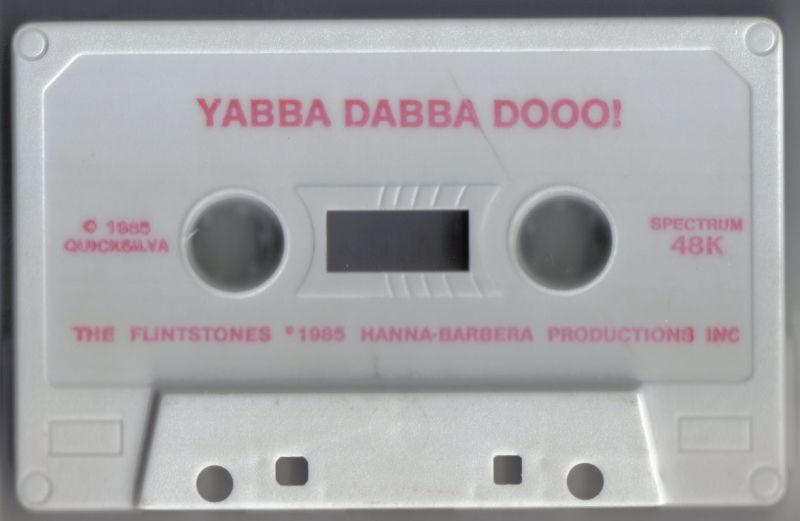 YABBA DABBA DOOO!
© 1985
QUICKSILVA
SPECTRUM
48K
THE FLINTSTONES ©1985 HANNA-BARBERA PRODUCTIONS INC